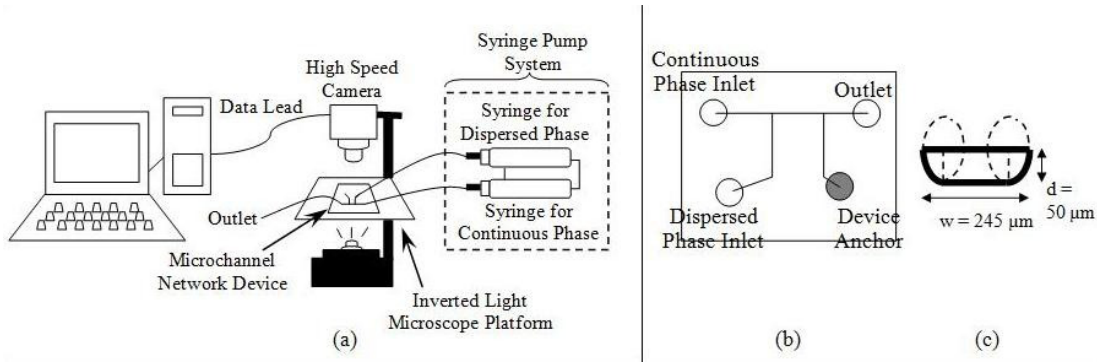 Syringe Pump
System
High Speed
Camera
Data Lead
Syringe for
Dispersed Phase
Outlet
Syringe for
Continuous Phase
Microchannel
Network Device
Inverted Light
Microscope Platform
(a)
Continuous
Phase Inlet
Outlet
Dispersed
Phase Inlet
Device
Anchor
(b)
d =
50 μm
w = 245 μm
(c)